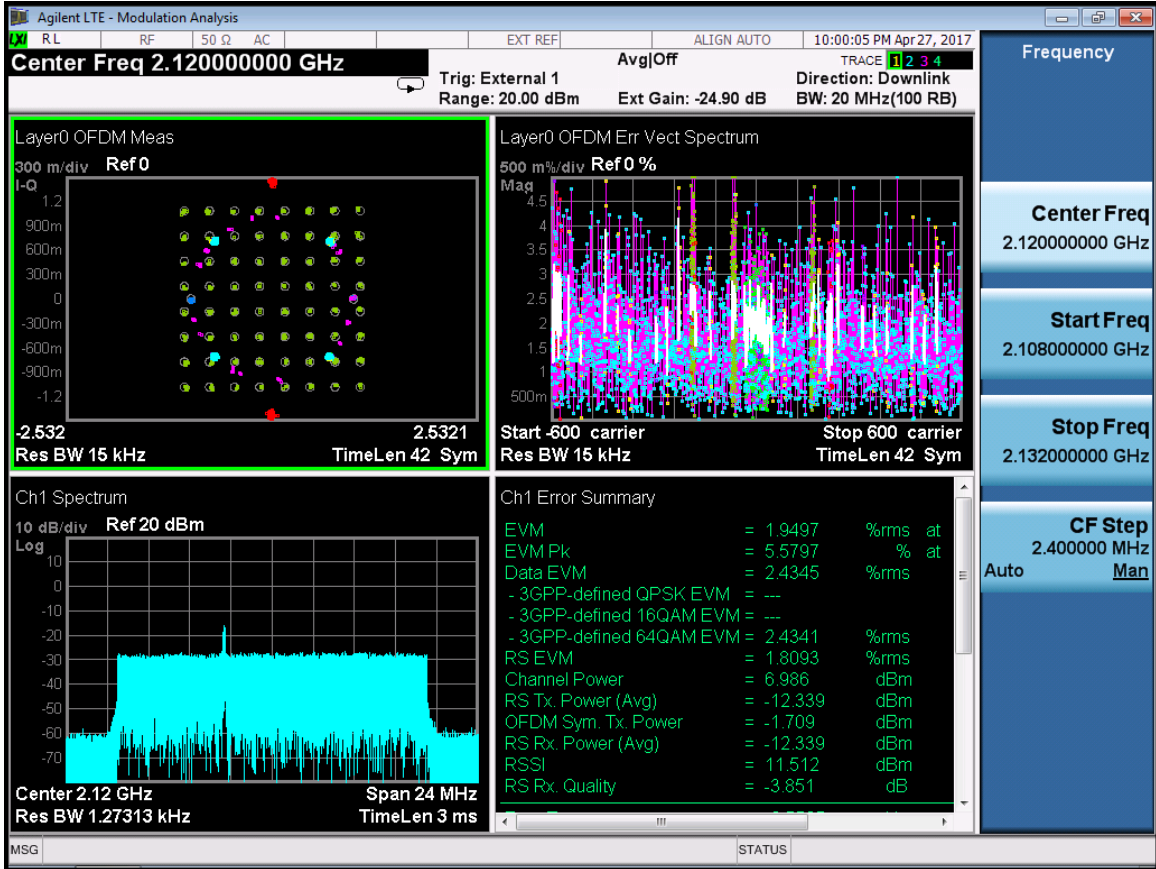 Agilent LTE - Modulation Analysis
LXI RL RF 50 Ω AC EXT REF ALIGN AUTO 10:00:05 PM Apr 27, 2017
Center Freq 2.120000000 GHz
Avg|Off
TRACE 1 2 3 4
Trig: External 1 Direction: Downlink
Range: 20.00 dBm Ext Gain: -24.90 dB BW: 20 MHz(100 RB)
Frequency
Center Freq
2.120000000 GHz
Start Freq
2.108000000 GHz
Stop Freq
2.132000000 GHz
CF Step
2.400000 MHz
Auto Man
Layer0 OFDM Meas
300 m/div Ref 0
I-Q
1.2
900m
600m
300m
0
-300m
-600m
-900m
-1.2
-2.532 2.5321
Res BW 15 kHz TimeLen 42 Sym
Layer0 OFDM Err Vect Spectrum
500 m%/div Ref 0 %
Mag
4.5
4
3.5
3
2.5
2
1.5
1
500m
Start -600 carrier Stop 600 carrier
Res BW 15 kHz TimeLen 42 Sym
Ch1 Spectrum
10 dB/div Ref 20 dBm
Log
10
0
-10
-20
-30
-40
-50
-60
-70
Center 2.12 GHz Span 24 MHz
Res BW 1.27313 kHz TimeLen 3 ms
Ch1 Error Summary
EVM = 1.9497 %rms at
EVM Pk = 5.5797 % at
Data EVM = 2.4345 %rms
- 3GPP-defined QPSK EVM = ---
- 3GPP-defined 16QAM EVM = ---
- 3GPP-defined 64QAM EVM = 2.4341 %rms
RS EVM = 1.8093 %rms
Channel Power = 6.986 dBm
RS Tx. Power (Avg) = -12.339 dBm
OFDM Sym. Tx. Power = -1.709 dBm
RS Rx. Power (Avg) = -12.339 dBm
RSSI = 11.512 dBm
RS Rx. Quality = -3.851 dB
MSG STATUS